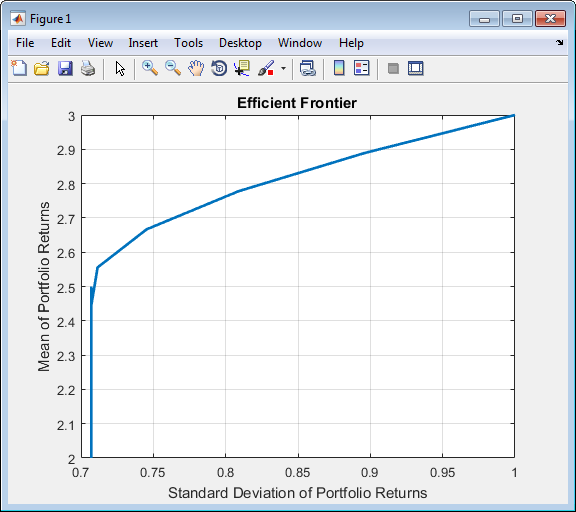 Figure 1
File Edit View Insert Tools Desktop Window Help
Efficient Frontier
3
2.9
2.8
2.7
2.6
2.5
2.4
2.3
2.2
2.1
2
Mean of Portfolio Returns
0.7 0.75 0.8 0.85 0.9 0.95 1
Standard Deviation of Portfolio Returns